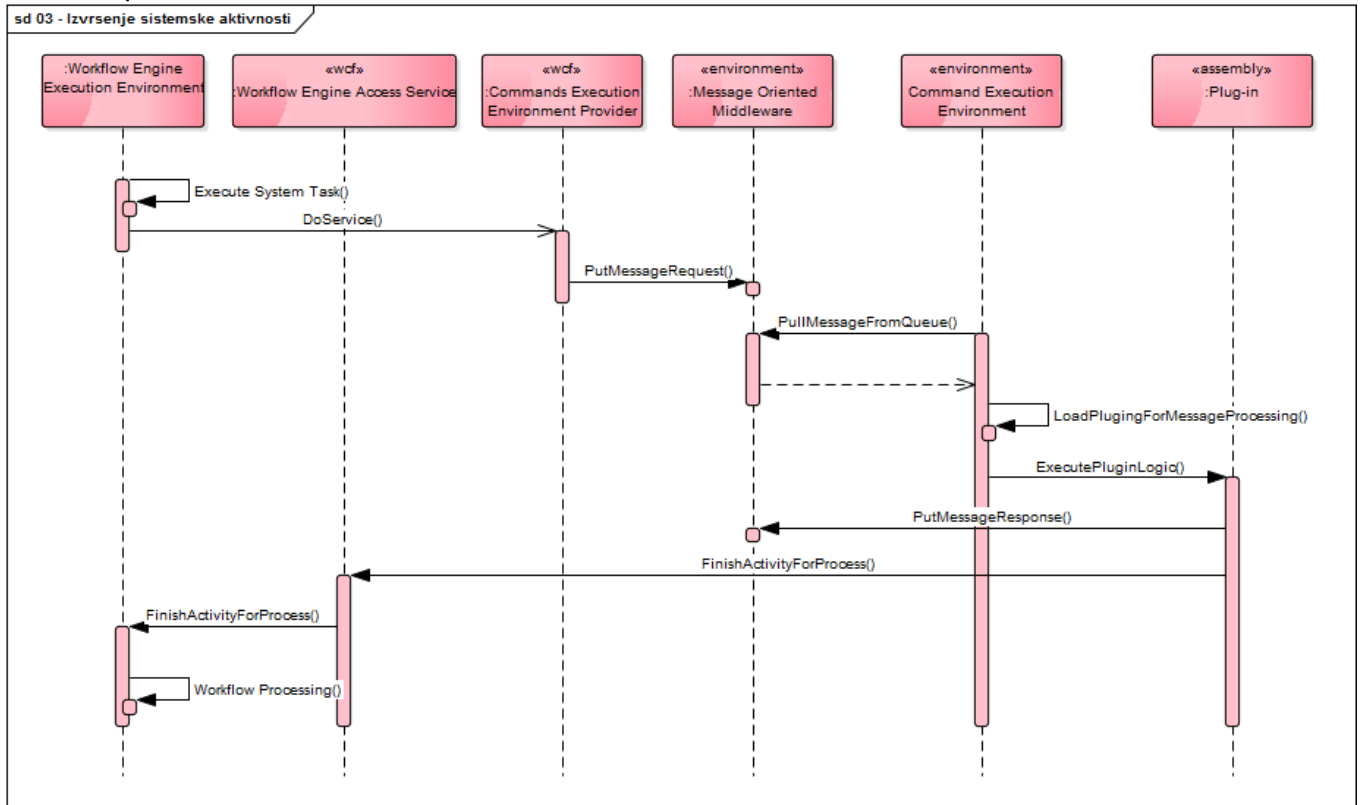 sd 03 - Izvrsenje sistemske aktivnosti
:Workflow Engine
Execution Environment
«wcf»
:Workflow Engine Access Service
«wcf»
:Commands Execution
Environment Provider
«environment»
:Message Oriented
Middleware
«environment»
Command Execution
Environment
«assembly»
:Plug-in
Execute System Task()
DoService()
PutMessageRequest()
PullMessageFromQueue()
LoadPlugingForMessageProcessing()
ExecutePluginLogic()
PutMessageResponse()
FinishActivityForProcess()
FinishActivityForProcess()
Workflow Processing()